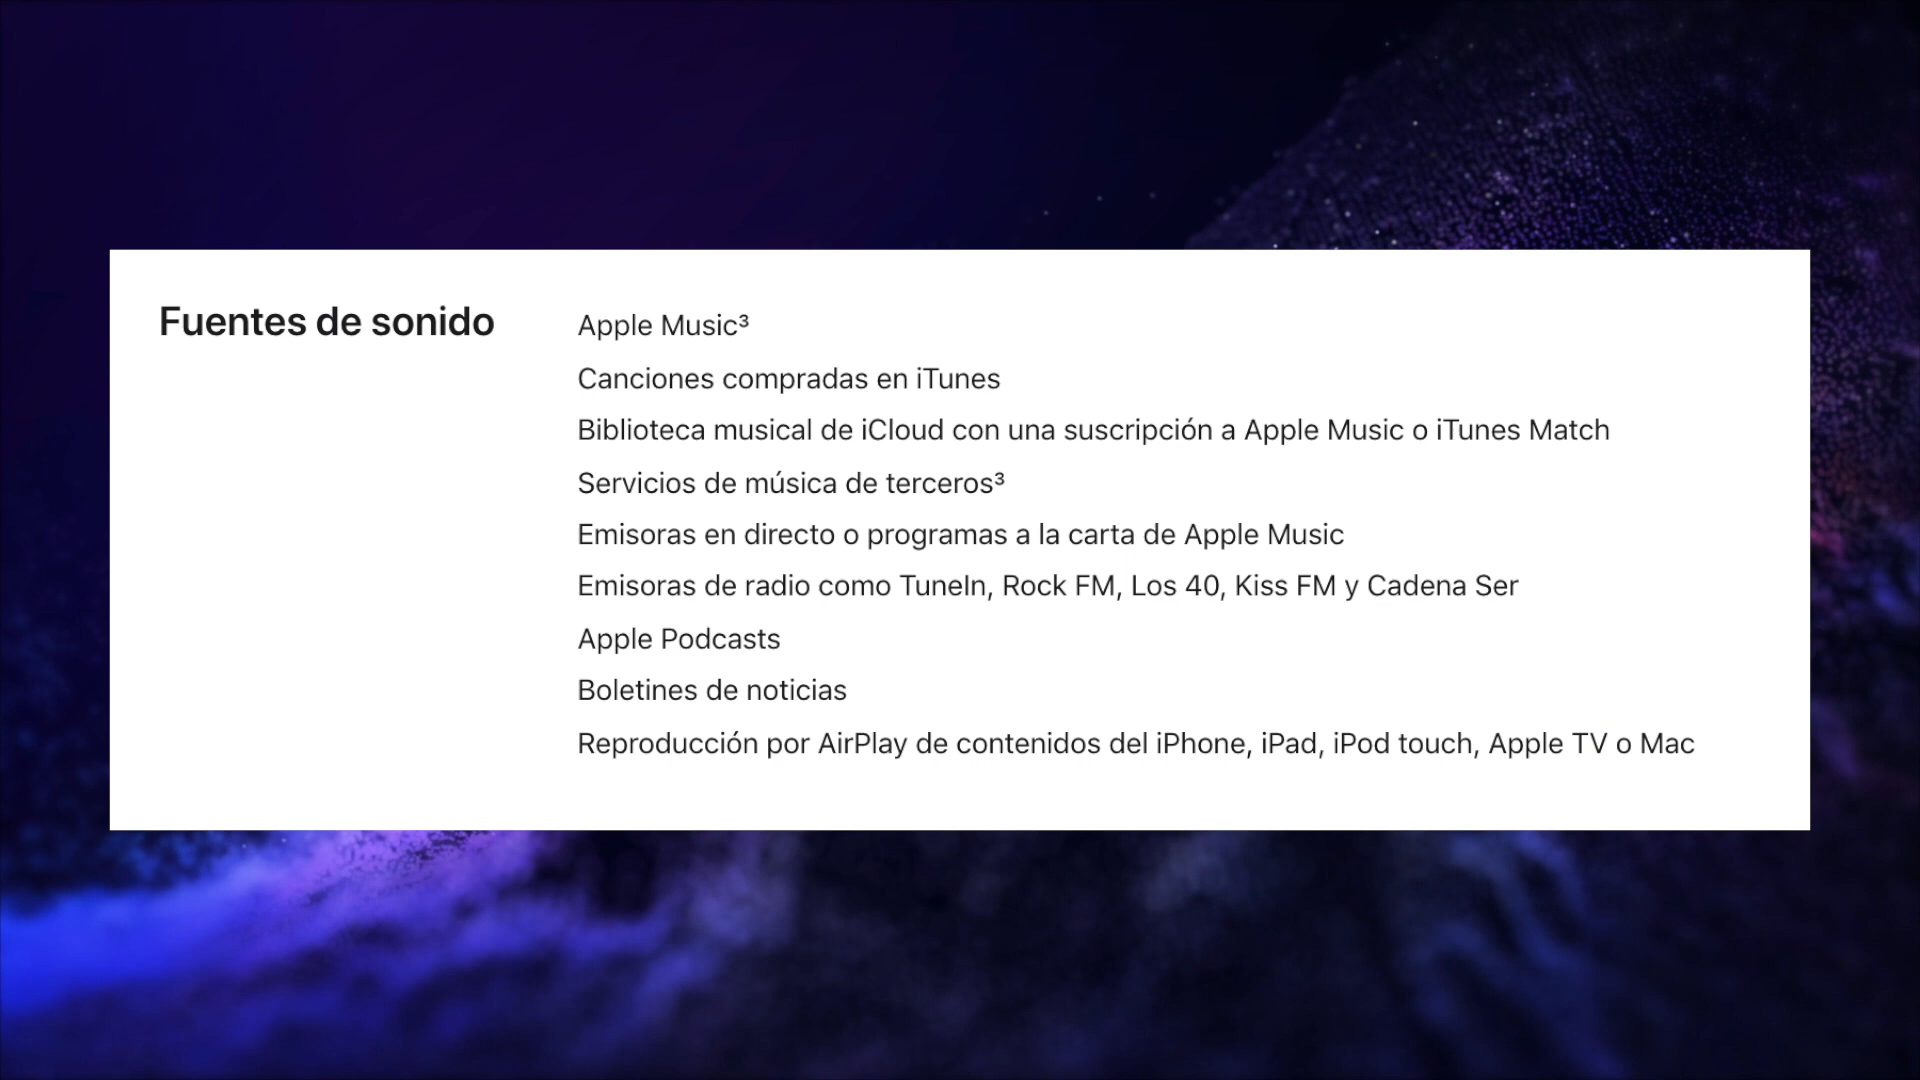 Fuentes de sonido
Apple Music³
Canciones compradas en iTunes
Biblioteca musical de iCloud con una suscripción a Apple Music o iTunes Match
Servicios de música de terceros³
Emisoras en directo o programas a la carta de Apple Music
Emisoras de radio como TuneIn, Rock FM, Los 40, Kiss FM y Cadena Ser
Apple Podcasts
Boletines de noticias
Reproducción por AirPlay de contenidos del iPhone, iPad, iPod touch, Apple TV o Mac